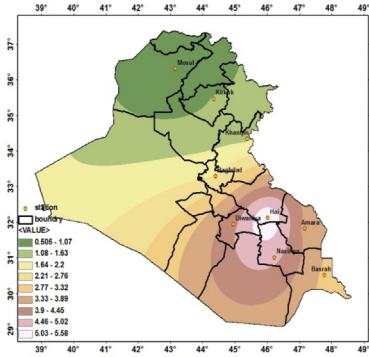 39° 40° 41° 42° 43° 44° 45° 46° 47° 48° 49°
37°
36°
35°
34°
33°
32°
31°
30°
29°
Mosul
Kirkuk
Baghdad
Hai
Diwaniya
Amara
Basrah
station
boundry
<VALUE>
0.505 - 1.07
1.08 - 1.63
1.64 - 2.2
2.21 - 2.76
2.77 - 3.32
3.33 - 3.89
3.9 - 4.45
4.46 - 5.02
5.03 - 5.58
39° 40° 41° 42° 43° 44° 45° 46° 47° 48° 49°